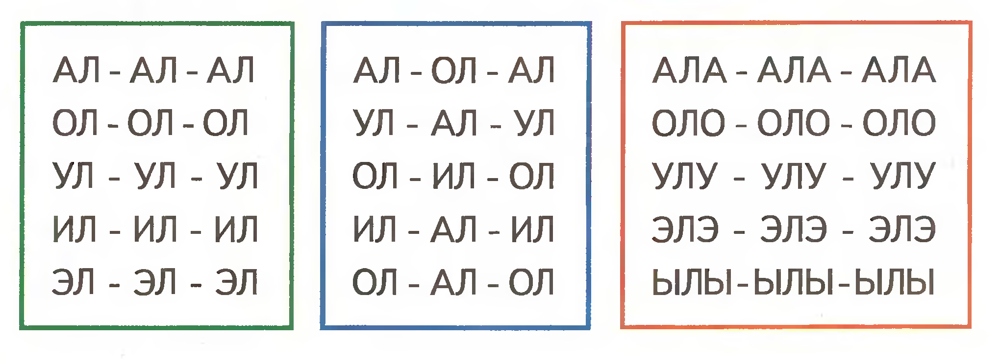 АЛ - АЛ - АЛ
ОЛ - ОЛ - ОЛ
УЛ - УЛ - УЛ
ИЛ - ИЛ - ИЛ
ЭЛ - ЭЛ - ЭЛ
АЛ - ОЛ - АЛ
УЛ - АЛ - УЛ
ОЛ - ИЛ - ОЛ
ИЛ - АЛ - ИЛ
ОЛ - АЛ - ОЛ
АЛА - АЛА - АЛА
ОЛО - ОЛО - ОЛО
УЛУ - УЛУ - УЛУ
ЭЛЭ - ЭЛЭ - ЭЛЭ
ЫЛЫ-ЫЛЫ-ЫЛЫ